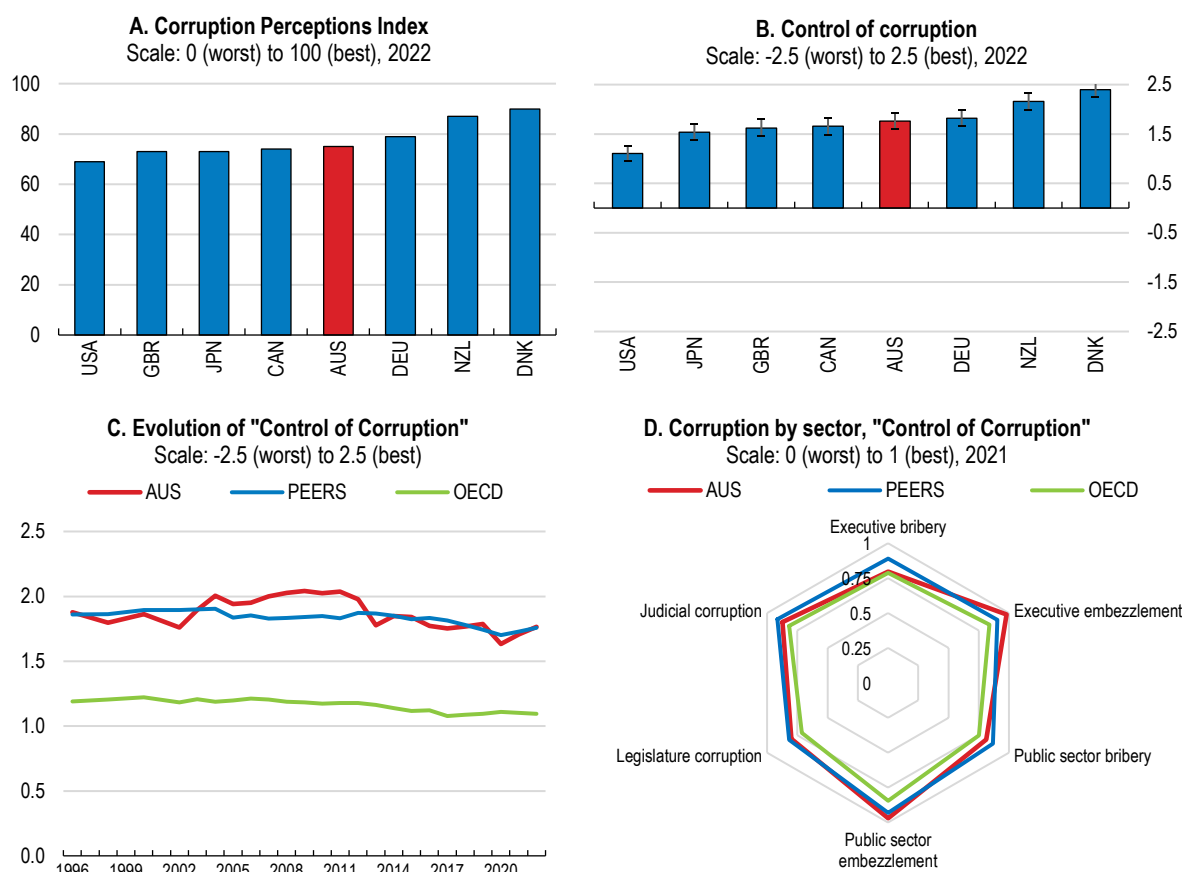 A. Corruption Perceptions Index
Scale: 0 (worst) to 100 (best), 2022
100
80
60
40
20
0
USA
GBR
JPN
CAN
AUS
DEU
NZL
DNK
B. Control of corruption
Scale: -2.5 (worst) to 2.5 (best), 2022
2.5
1.5
0.5
-0.5
-1.5
-2.5
USA
JPN
GBR
CAN
AUS
DEU
NZL
DNK
C. Evolution of "Control of Corruption"
Scale: -2.5 (worst) to 2.5 (best)
AUS PEERS OECD
2.5
2.0
1.5
1.0
0.5
0.0
1996 1999 2002 2005 2008 2011 2014 2017 2020
D. Corruption by sector, "Control of Corruption"
Scale: 0 (worst) to 1 (best), 2021
AUS PEERS OECD
Executive bribery
1
0.75
Judicial corruption
0.5
Executive embezzlement
0.25
0
Legislature corruption
Public sector bribery
Public sector
embezzlement